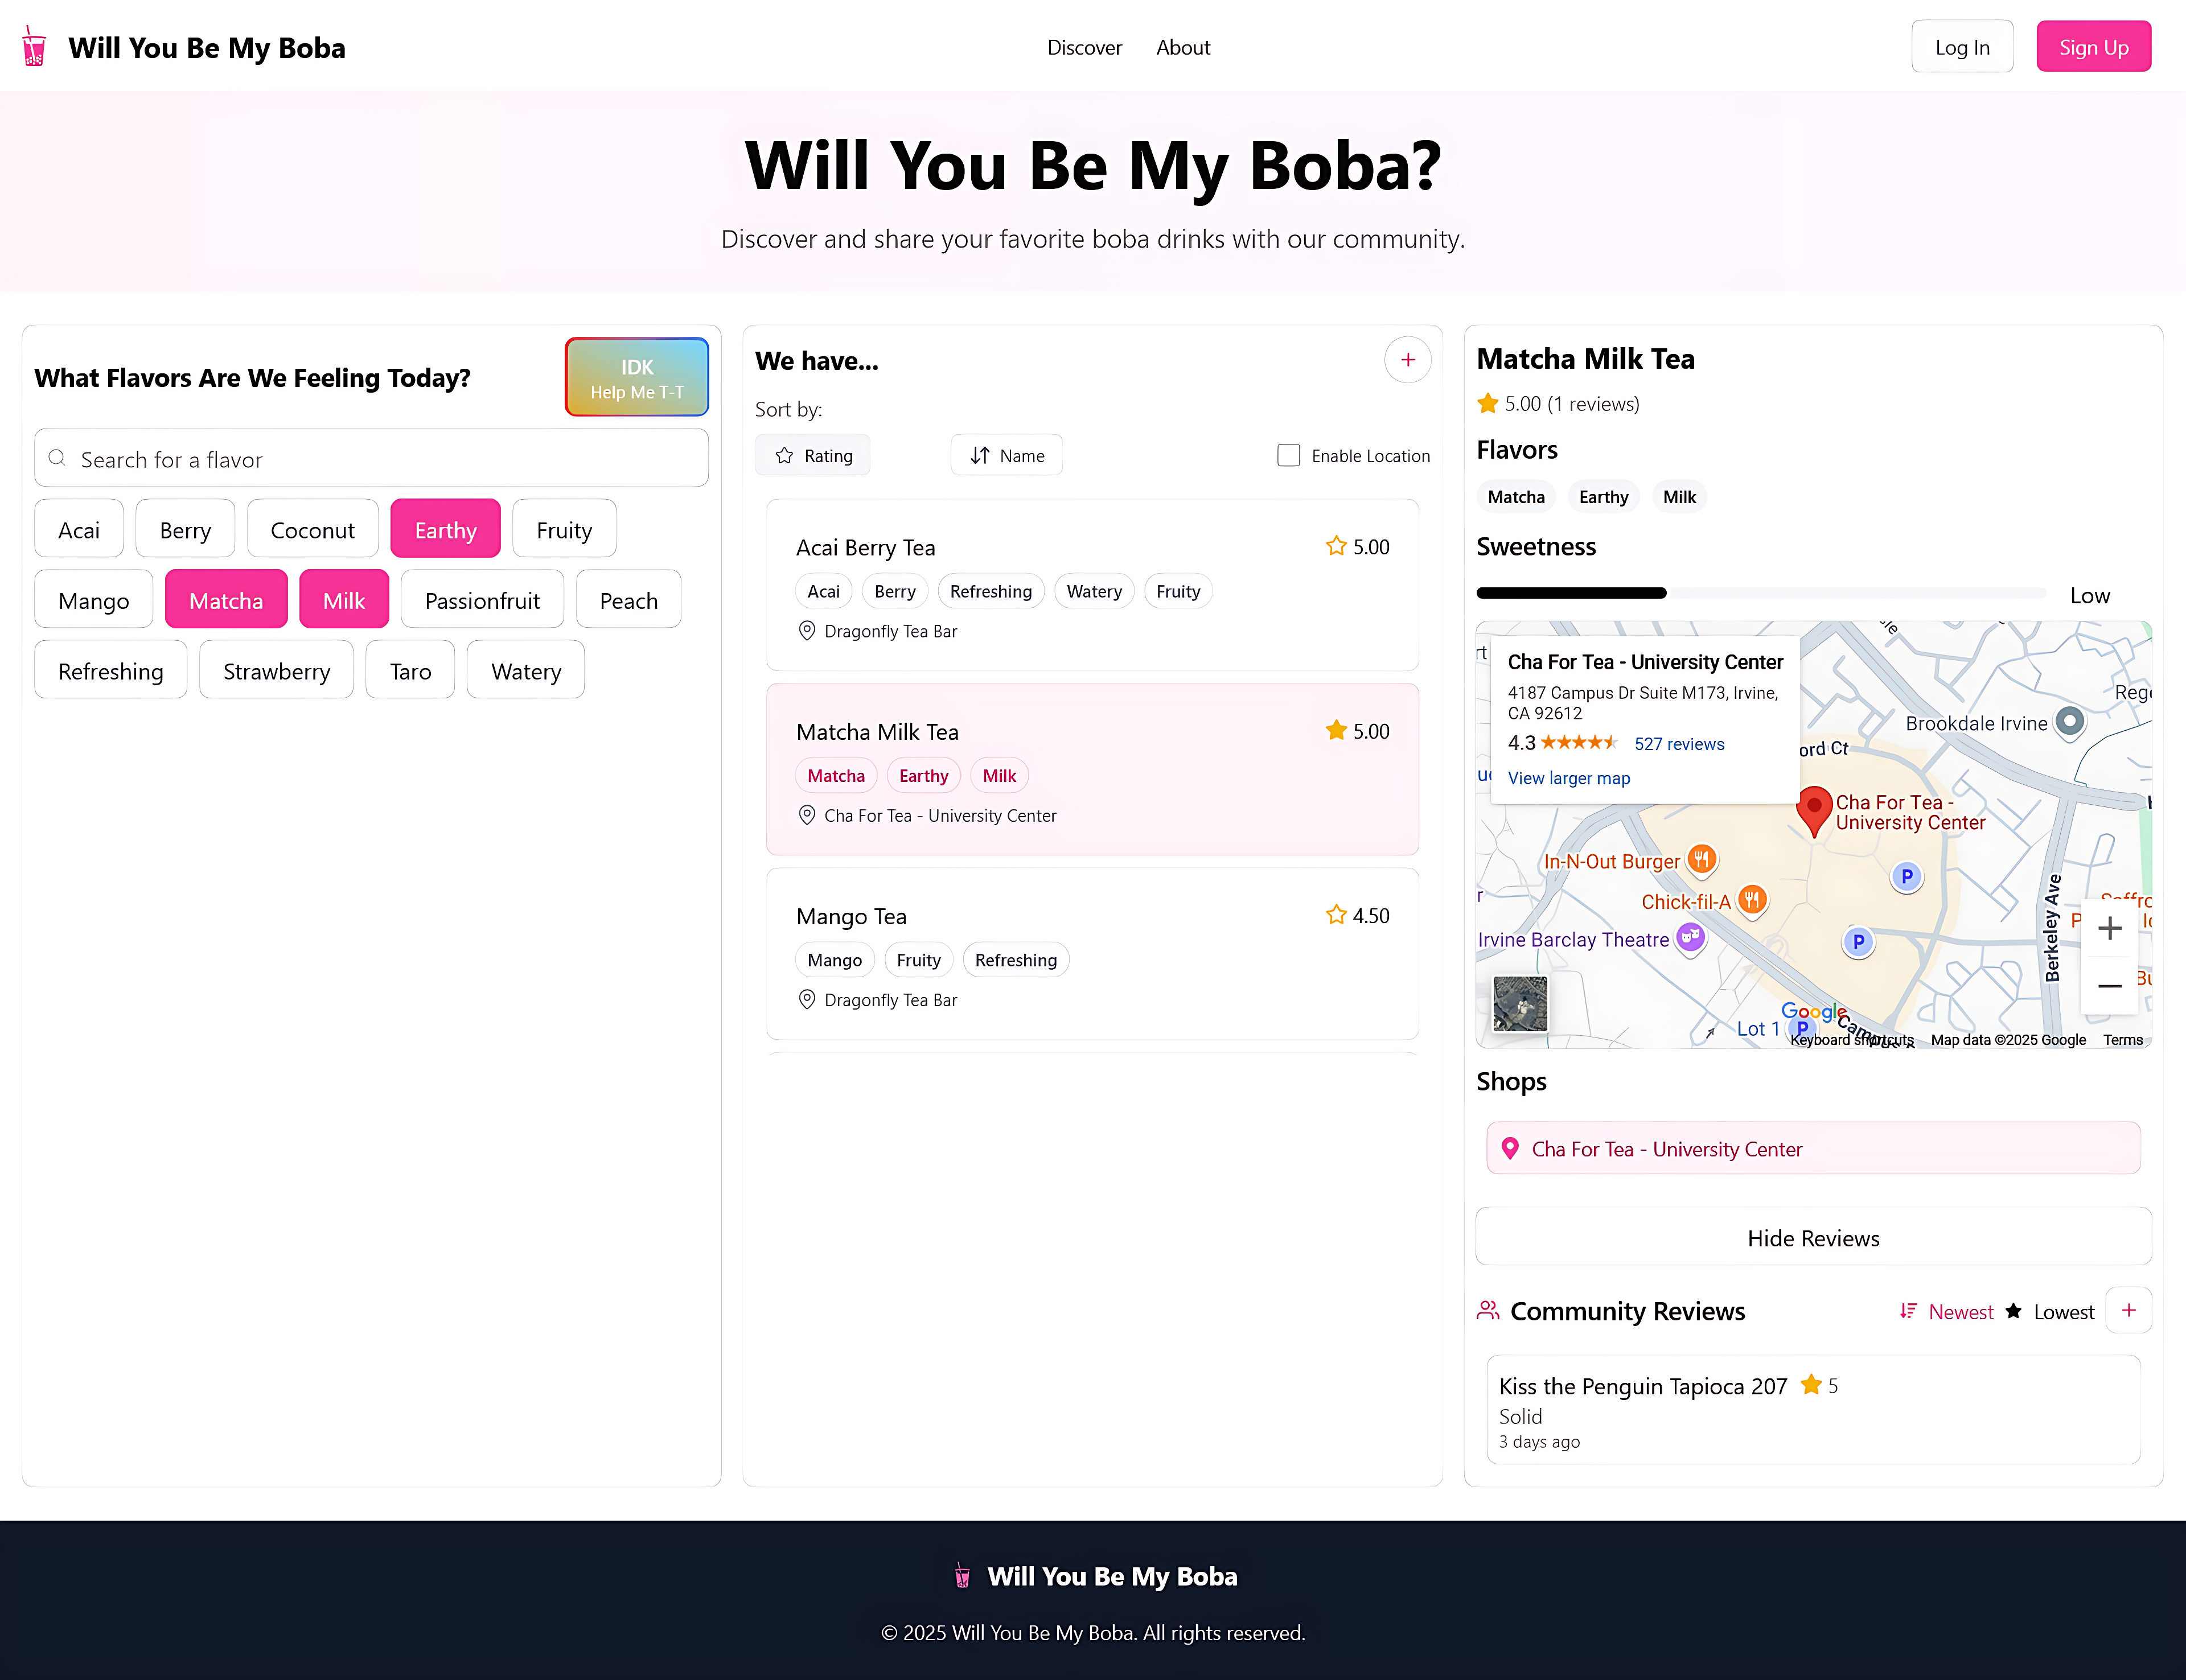 Will You Be My Boba
Discover
About
Log In
Sign Up
Will You Be My Boba?
Discover and share your favorite boba drinks with our community.
What Flavors Are We Feeling Today?
IDK
Help Me T-T
Search for a flavor
Acai
Berry
Coconut
Earthy
Fruity
Mango
Matcha
Milk
Passionfruit
Peach
Refreshing
Strawberry
Taro
Watery
We have...
+
Sort by:
Rating
Name
Enable Location
Acai Berry Tea
5.00
Acai
Berry
Refreshing
Watery
Fruity
Dragonfly Tea Bar
Matcha Milk Tea
5.00
Matcha
Earthy
Milk
Cha For Tea - University Center
Mango Tea
4.50
Mango
Fruity
Refreshing
Dragonfly Tea Bar
Matcha Milk Tea
5.00 (1 reviews)
Flavors
Matcha
Earthy
Milk
Sweetness
Low
Cha For Tea - University Center
4187 Campus Dr Suite M173, Irvine,
CA 92612
4.3
527 reviews
View larger map
Brookdale Irvine
ord Ct
Cha For Tea -
University Center
In-N-Out Burger
Chick-fil-A
Irvine Barclay Theatre
P
P
Berkeley Ave
Google
Lot 1
P
Keyboard shortcuts
Map data ©2025 Google
Terms
Shops
Cha For Tea - University Center
Hide Reviews
Community Reviews
Newest
Lowest
+
Kiss the Penguin Tapioca 207
5
Solid
3 days ago
Will You Be My Boba
© 2025 Will You Be My Boba. All rights reserved.